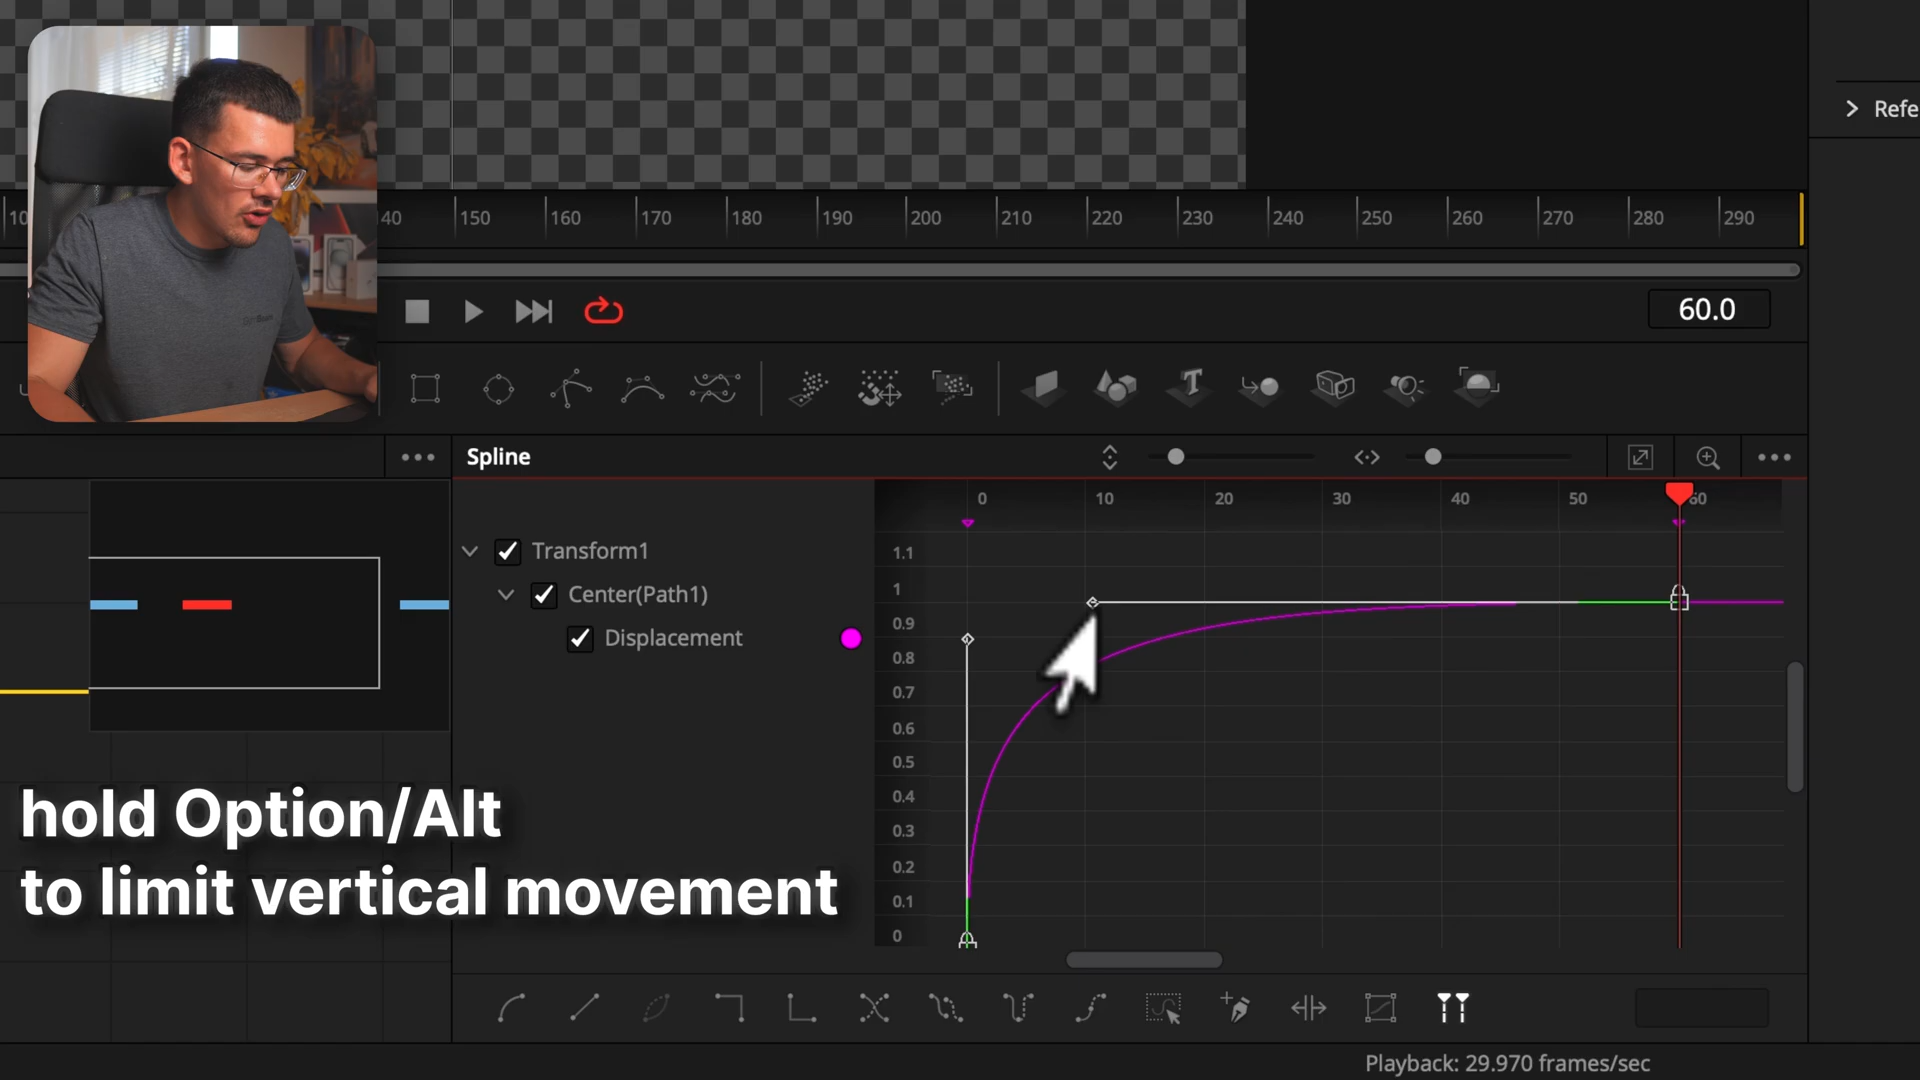 10
40 150 160 170 180 190 200 210 220 230 240 250 260 270 280 290
Refe
60.0
Spline
0 10 20 30 40 50 60
Transform1
Center(Path1)
Displacement
1.1
1
0.9
0.8
0.7
0.6
0.5
0.4
0.3
0.2
0.1
0
hold Option/Alt
to limit vertical movement
Playback: 29.970 frames/sec